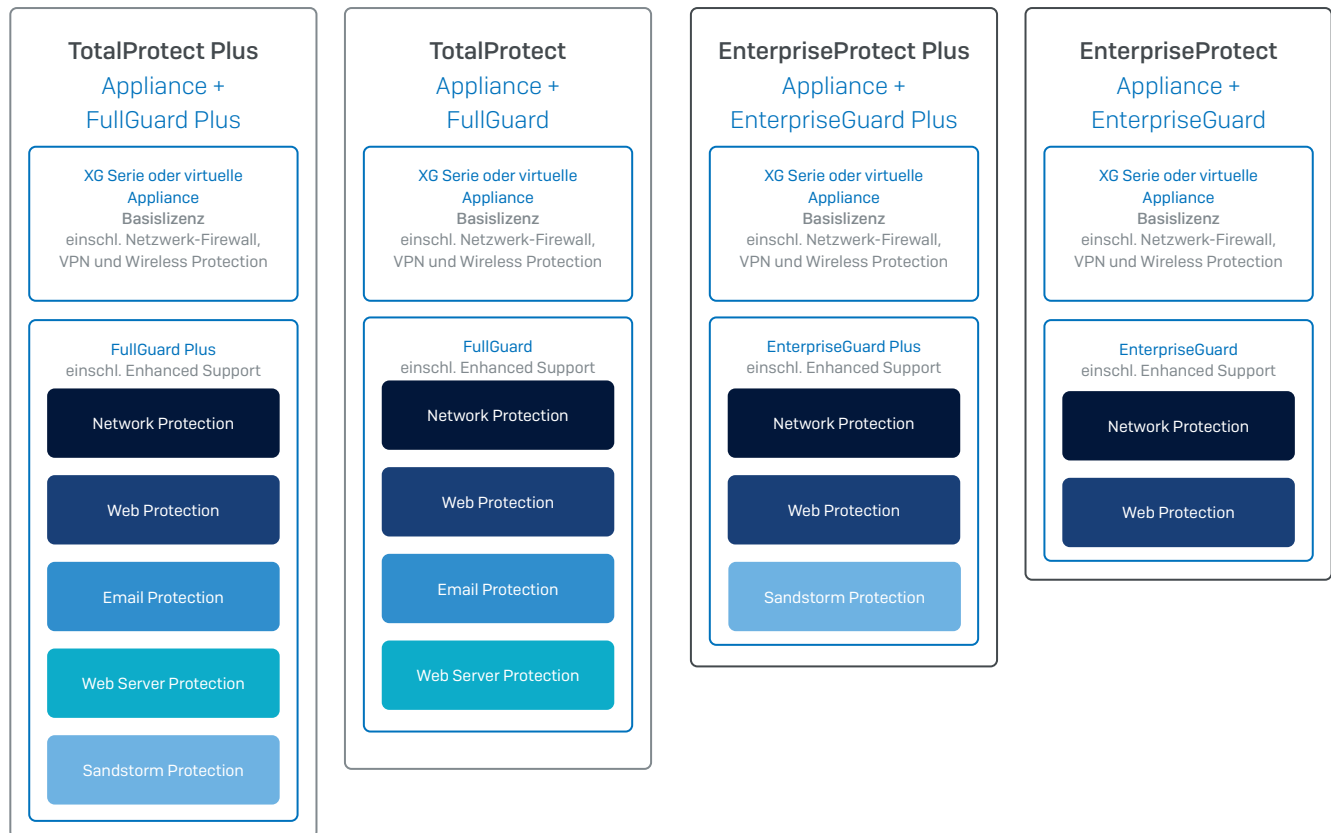 TotalProtect Plus
Appliance +
FullGuard Plus
XG Serie oder virtuelle
Appliance
Basislizenz
einschl. Netzwerk-Firewall,
VPN und Wireless Protection
FullGuard Plus
einschl. Enhanced Support
Network Protection
Web Protection
Email Protection
Web Server Protection
Sandstorm Protection
TotalProtect
Appliance +
FullGuard
XG Serie oder virtuelle
Appliance
Basislizenz
einschl. Netzwerk-Firewall,
VPN und Wireless Protection
FullGuard
einschl. Enhanced Support
Network Protection
Web Protection
Email Protection
Web Server Protection
EnterpriseProtect Plus
Appliance +
EnterpriseGuard Plus
XG Serie oder virtuelle
Appliance
Basislizenz
einschl. Netzwerk-Firewall,
VPN und Wireless Protection
EnterpriseGuard Plus
einschl. Enhanced Support
Network Protection
Web Protection
Sandstorm Protection
EnterpriseProtect
Appliance +
EnterpriseGuard
XG Serie oder virtuelle
Appliance
Basislizenz
einschl. Netzwerk-Firewall,
VPN und Wireless Protection
EnterpriseGuard
einschl. Enhanced Support
Network Protection
Web Protection